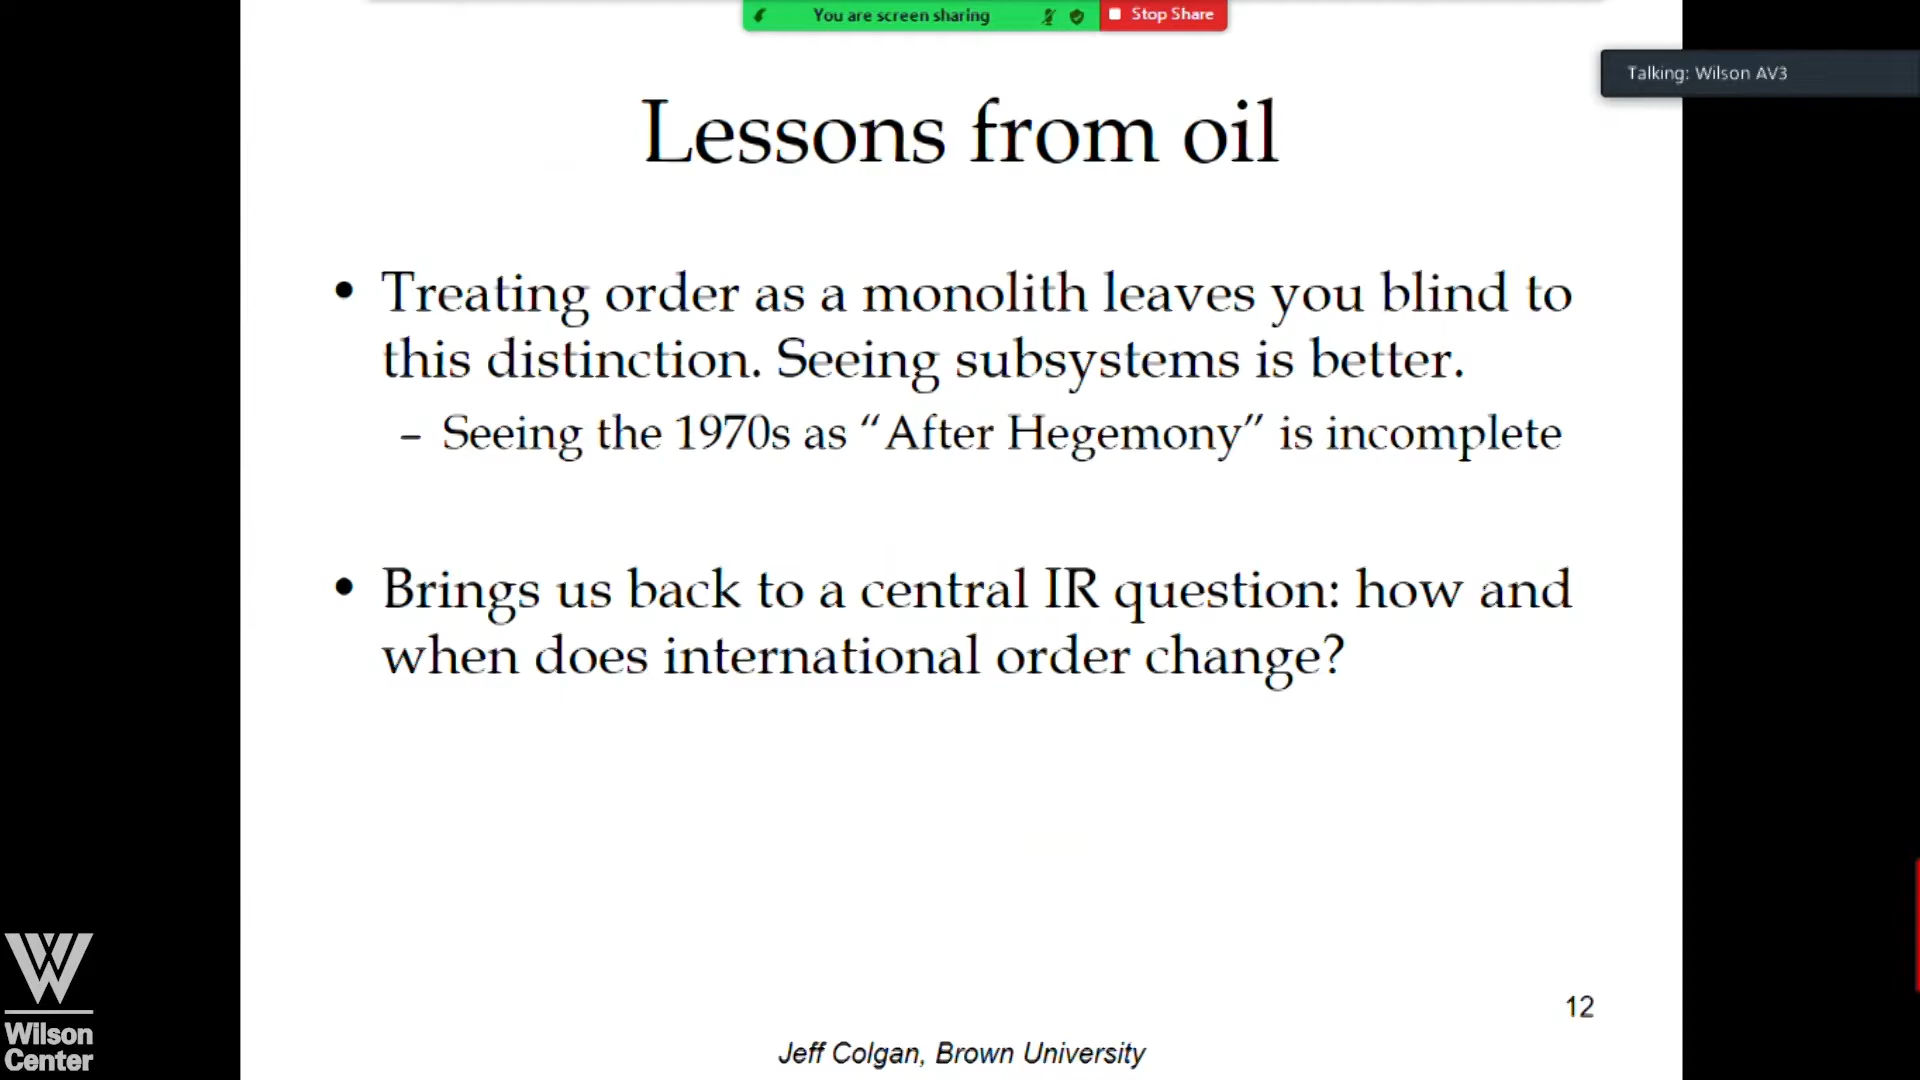 You are screen sharing
Stop Share
Talking: Wilson AV3
Lessons from oil
• Treating order as a monolith leaves you blind to
this distinction. Seeing subsystems is better.
– Seeing the 1970s as “After Hegemony” is incomplete
• Brings us back to a central IR question: how and
when does international order change?
12
Jeff Colgan, Brown University
Wilson
Center